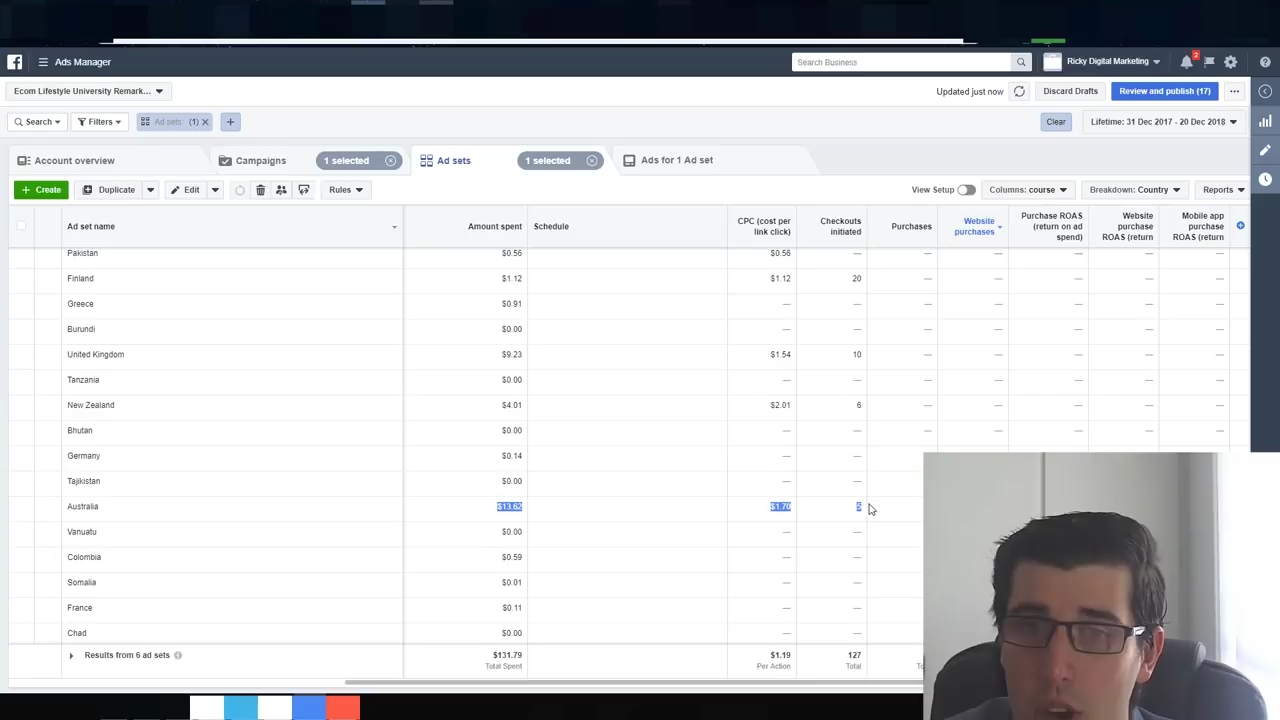 Ads Manager
Search Business
Ricky Digital Marketing
2
Ecom Lifestyle University Remark...
Updated just now
Discard Drafts
Review and publish (17)
Search
Filters
Ad sets: (1)
Clear
Lifetime: 31 Dec 2017 - 20 Dec 2018
Account overview
Campaigns
1 selected
Ad sets
1 selected
Ads for 1 Ad set
+ Create
Duplicate
Edit
Rules
View Setup
Columns: course
Breakdown: Country
Reports
Ad set name
Amount spent
Schedule
CPC (cost per
link click)
Checkouts
initiated
Purchases
Website
purchases
Purchase ROAS
(return on ad
spend)
Website
purchase
ROAS (return
Mobile app
purchase
ROAS (return
Pakistan $0.56 $0.56 — — — — — —
Finland $1.12 $1.12 20 — — — — —
Greece $0.91 — — — — — — —
Burundi $0.00 — — — — — — —
United Kingdom $9.23 $1.54 10 — — — — —
Tanzania $0.00 — — — — — — —
New Zealand $4.01 $2.01 6 — — — — —
Bhutan $0.00 — — — — — — —
Germany $0.14 — —
Tajikistan $0.00 — —
Australia $13.62 $1.70 5
Vanuatu $0.00 — —
Colombia $0.59 — —
Somalia $0.01 — —
France $0.11 — —
Chad $0.00 — —
Results from 6 ad sets
$131.79
Total Spent
$1.19
Per Action
127
Total